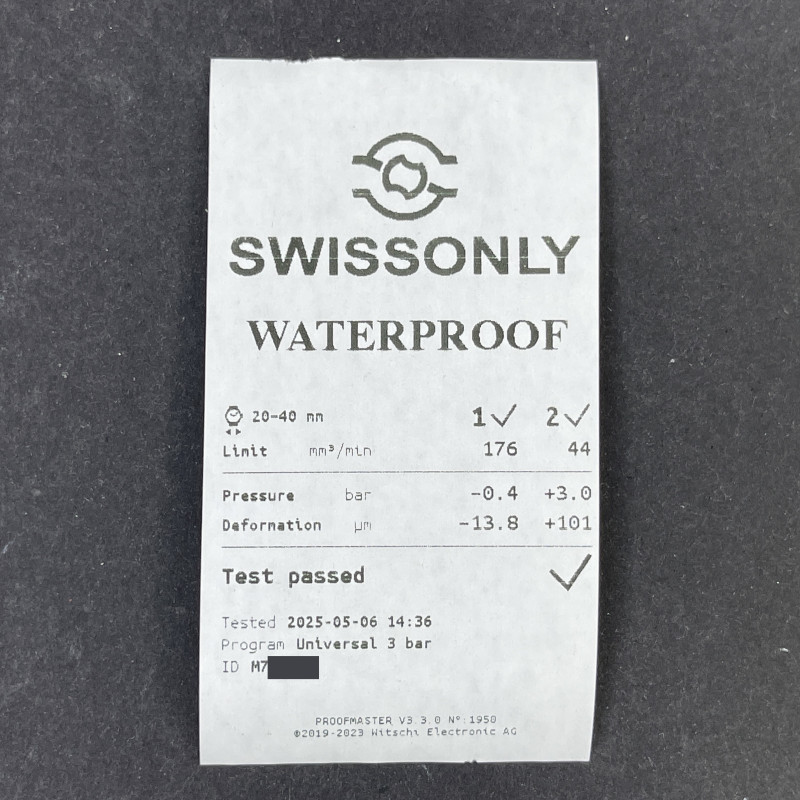 SWISSONLY
WATERPROOF
20-40 mm 1✓ 2✓
Limit mm³/min 176 44
Pressure bar -0.4 +3.0
Deformation µm -13.8 +101
Test passed ✓
Tested 2025-05-06 14:36
Program Universal 3 bar
ID M7
PROOFMASTER V3.3.0 N°:1950
©2019-2023 Witschi Electronic AG